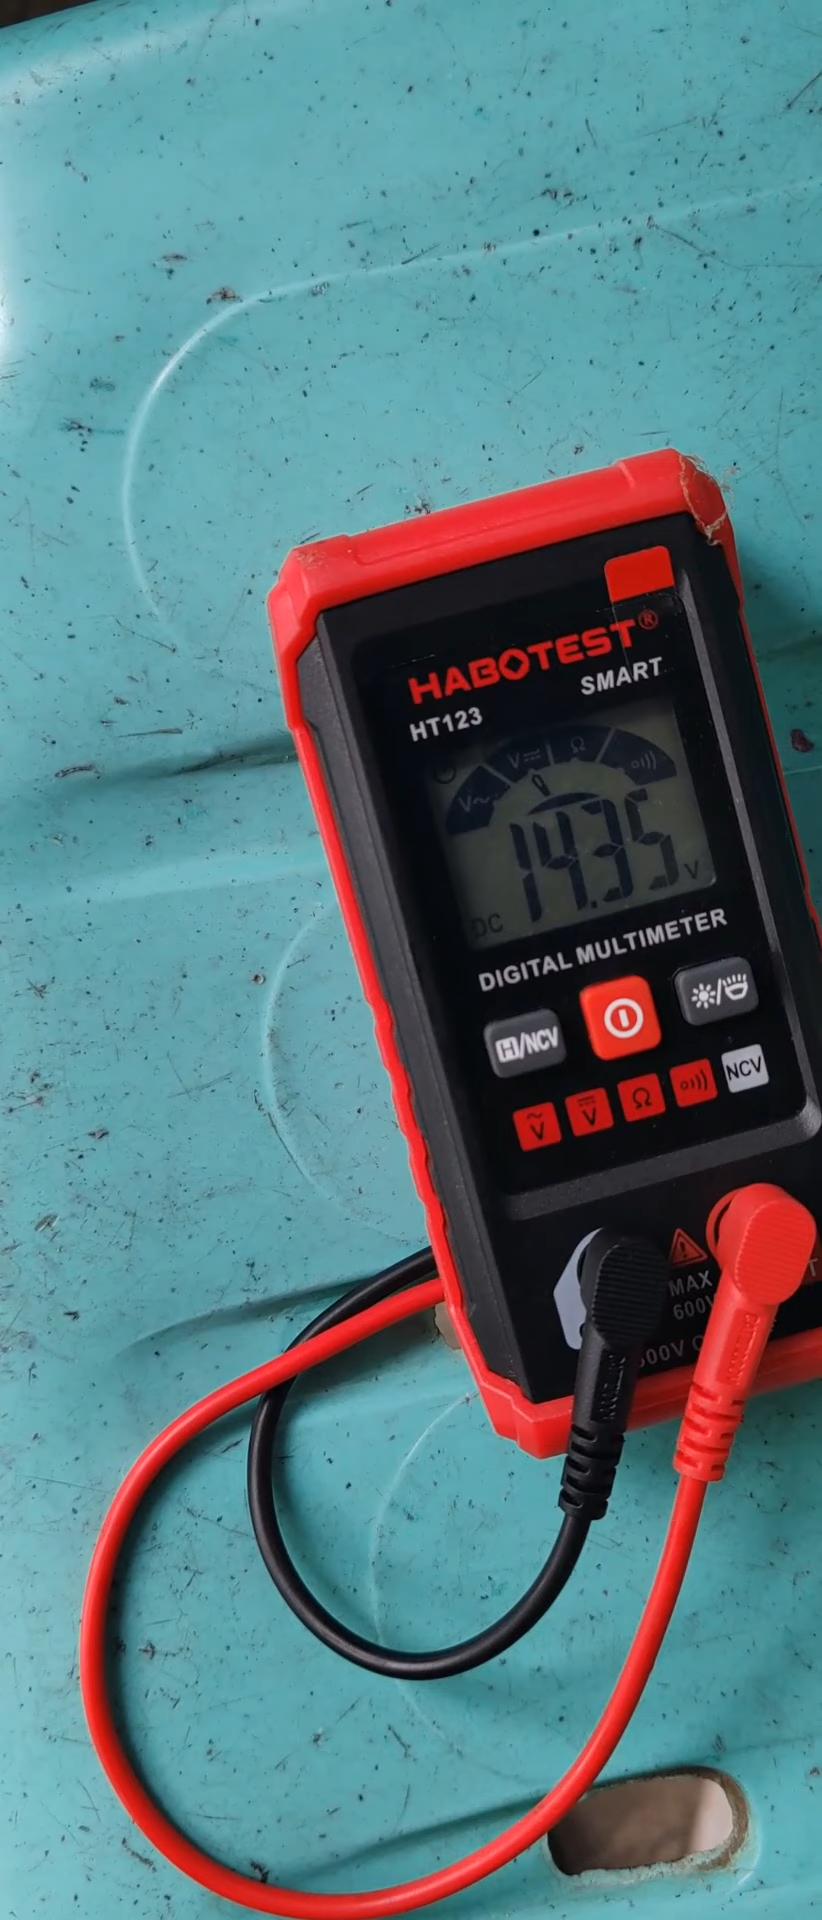 HABOTEST®
SMART
HT123
V~ V⎓ Ω
14.35 V
DC
DIGITAL MULTIMETER
H/NCV
V V Ω NCV
MAX
600V